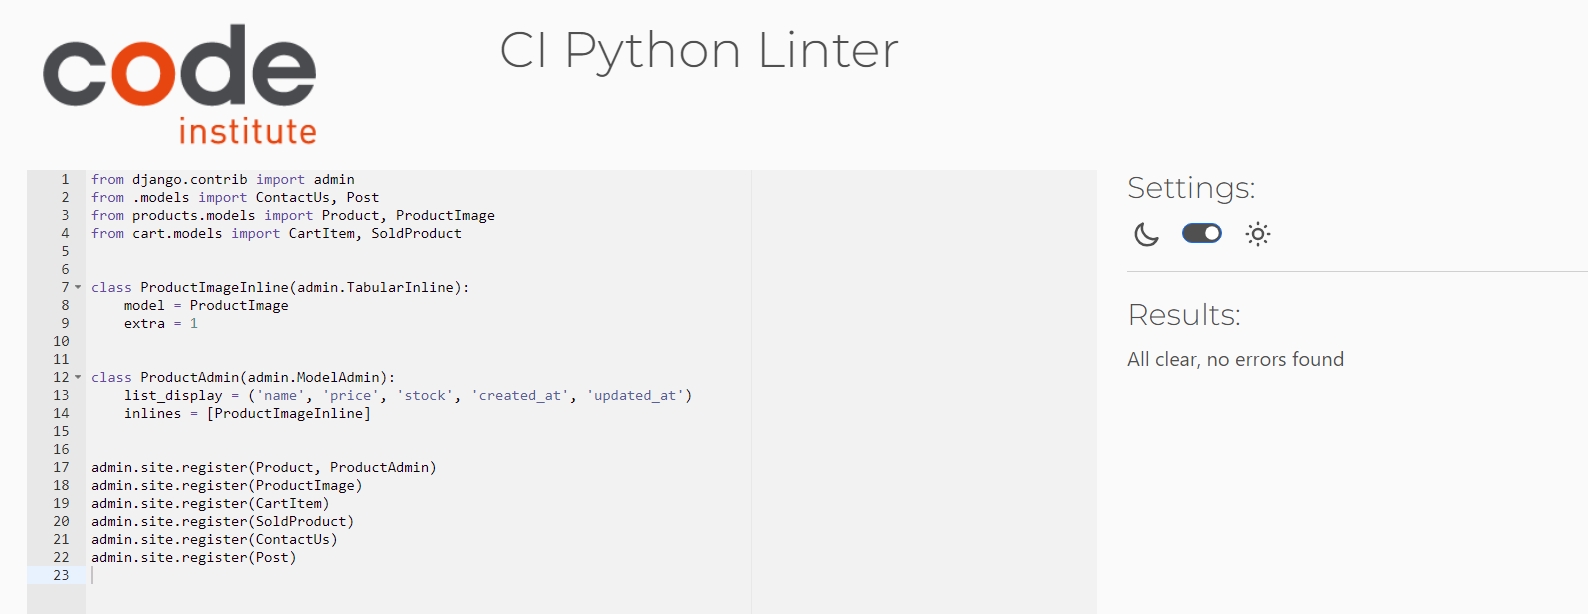 code
institute
CI Python Linter
1 from django.contrib import admin
2 from .models import ContactUs, Post
3 from products.models import Product, ProductImage
4 from cart.models import CartItem, SoldProduct
5
6
7 class ProductImageInline(admin.TabularInline):
8     model = ProductImage
9     extra = 1
10
11
12 class ProductAdmin(admin.ModelAdmin):
13     list_display = ('name', 'price', 'stock', 'created_at', 'updated_at')
14     inlines = [ProductImageInline]
15
16
17 admin.site.register(Product, ProductAdmin)
18 admin.site.register(ProductImage)
19 admin.site.register(CartItem)
20 admin.site.register(SoldProduct)
21 admin.site.register(ContactUs)
22 admin.site.register(Post)
23
Settings:
Results:
All clear, no errors found